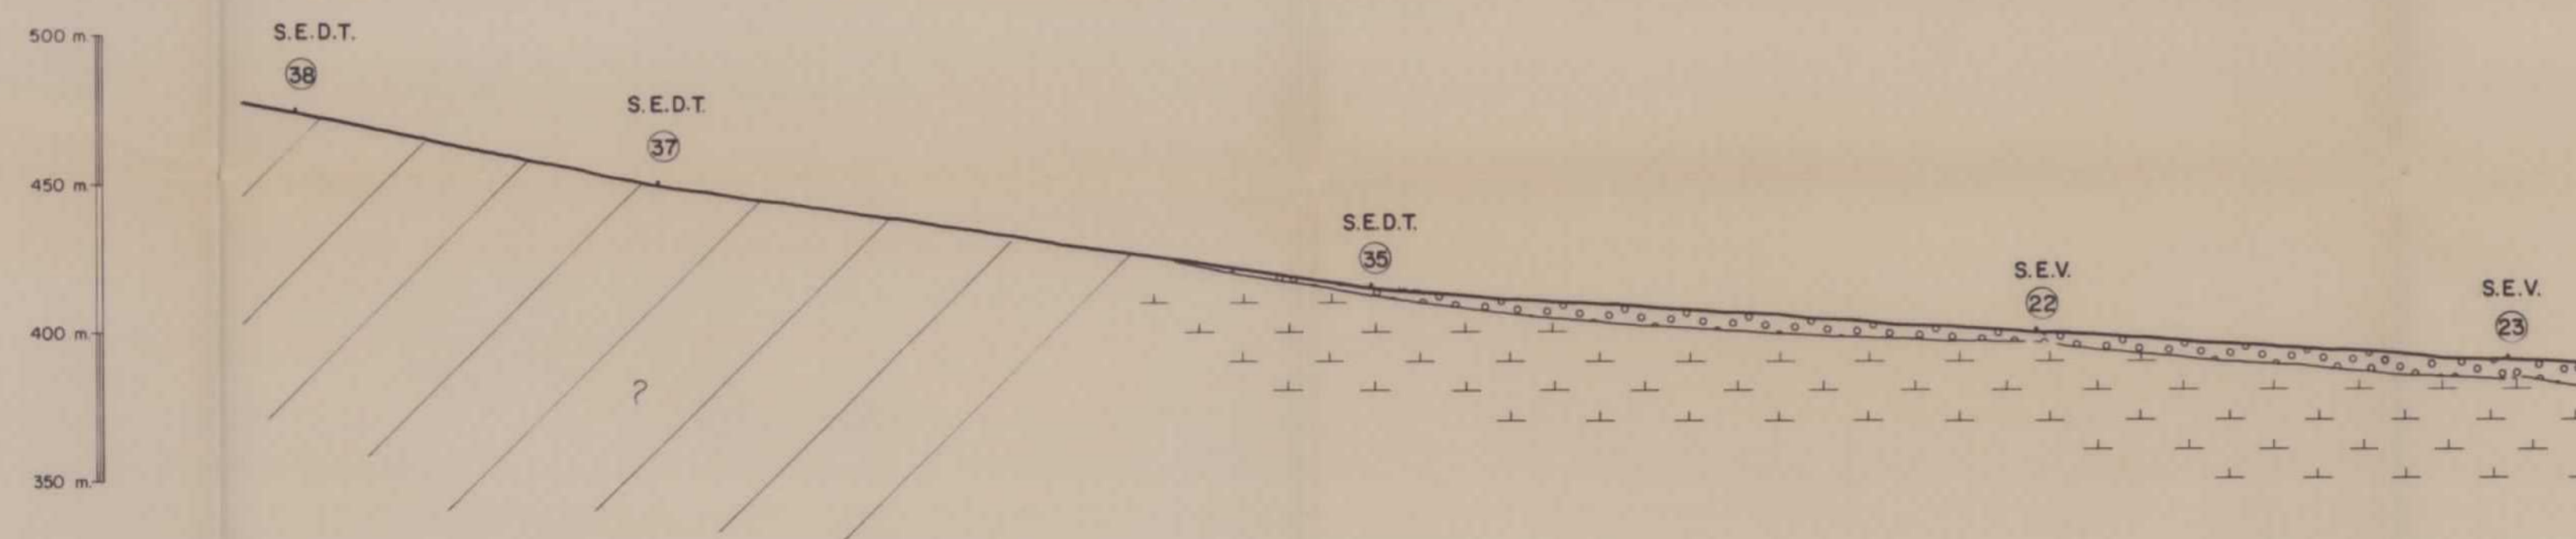 500 m.
450 m.
400 m.
350 m.
S.E.D.T.
38
S.E.D.T.
37
?
S.E.D.T.
35
S.E.V.
22
S.E.V.
23